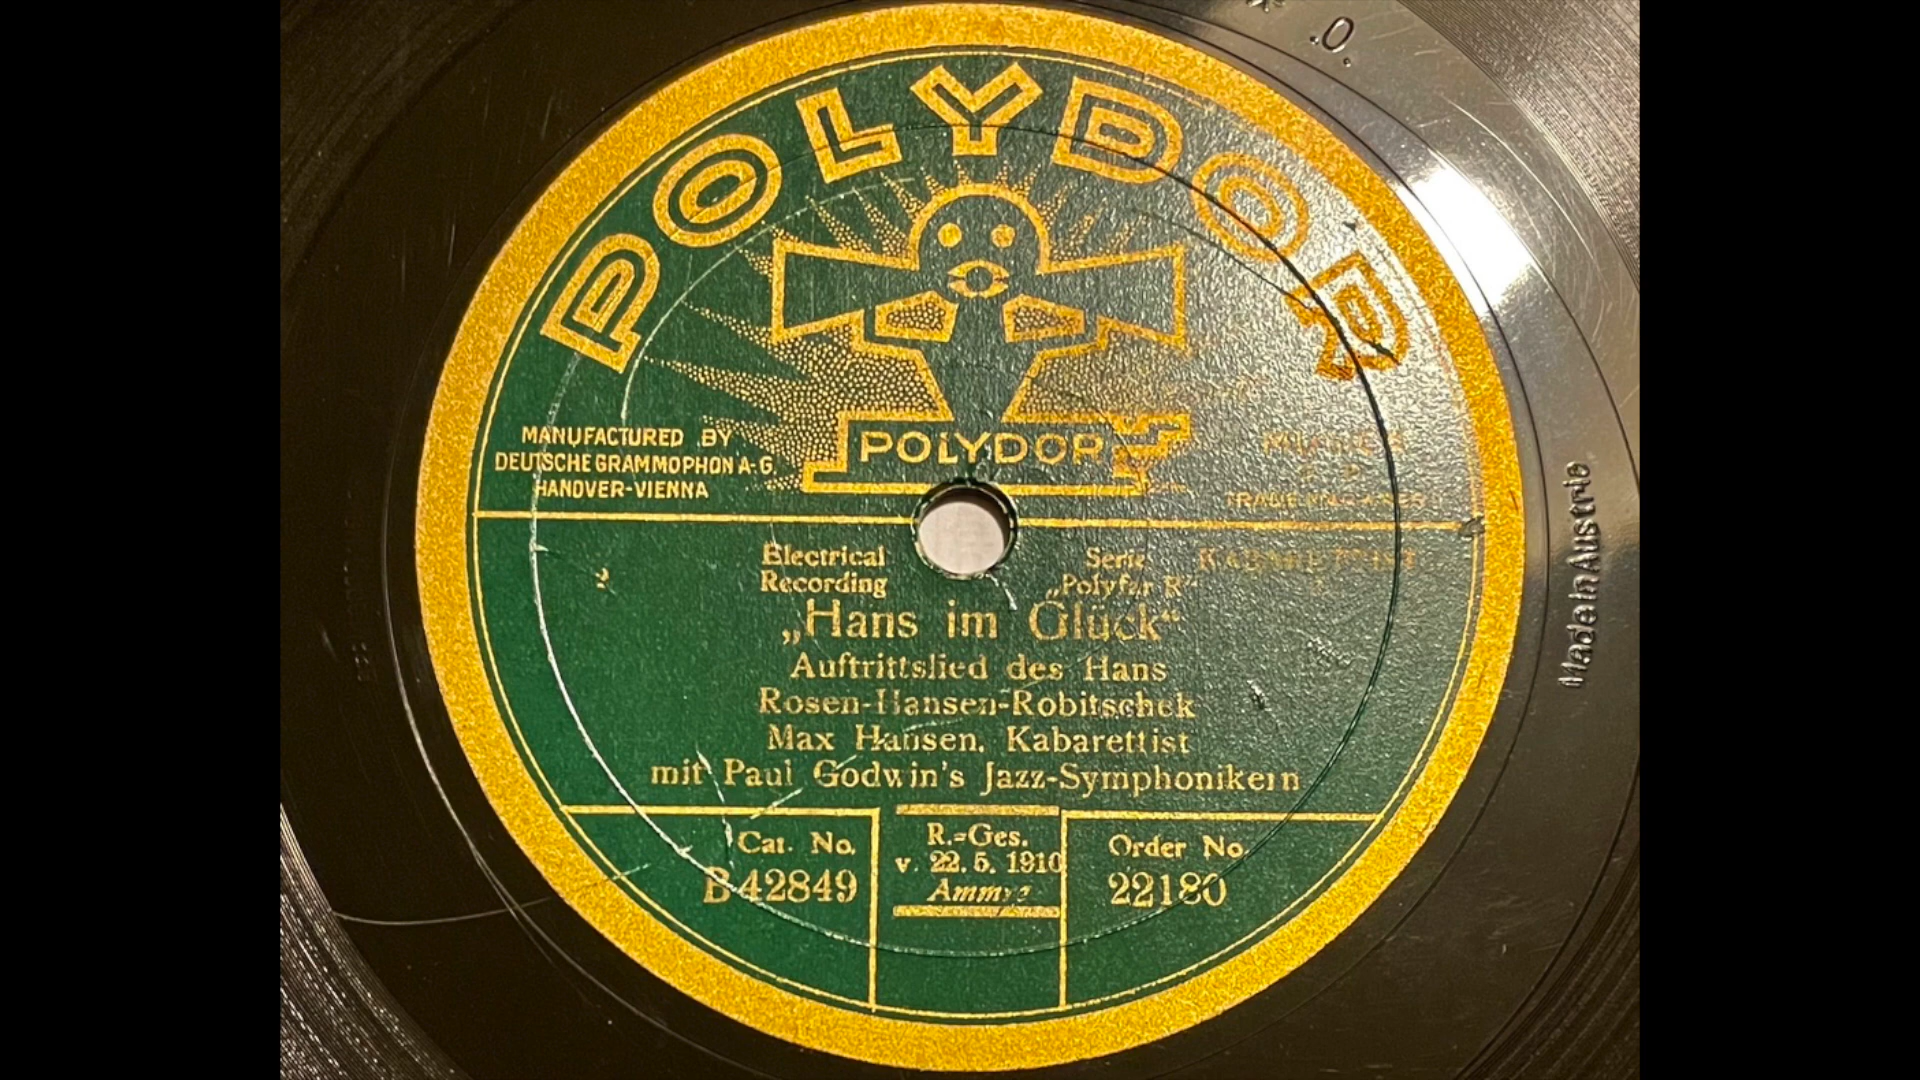 .O.
POLYDOR
POLYDOR
MANUFACTURED BY
DEUTSCHE GRAMMOPHON A-G.
HANOVER-VIENNA
Electrical
Recording
Serie
„Polyfar R“
„Hans im Glück“
Auftrittslied des Hans
Rosen-Hansen-Robitschek
Max Hansen, Kabarettist
mit Paul Godwin's Jazz-Symphonikern
Cat. No.
B 42849
R.=Ges.
v. 22. 5. 1910
Ammre
Order No.
22180
Made in Austria